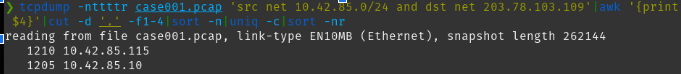 ❯ tcpdump -nttttr case001.pcap 'src net 10.42.85.0/24 and dst net 203.78.103.109'|awk '{print
$4}'|cut -d '.' -f1-4|sort -n|uniq -c|sort -nr
reading from file case001.pcap, link-type EN10MB (Ethernet), snapshot length 262144
1210 10.42.85.115
1205 10.42.85.10